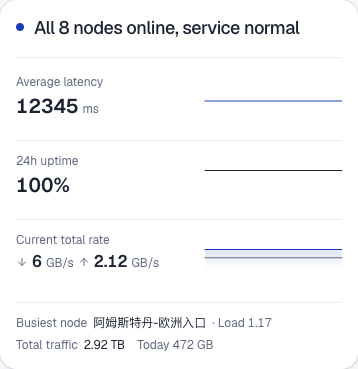 All 8 nodes online, service normal
Average latency
12345 ms
24h uptime
100%
Current total rate
↓ 6 GB/s ↑ 2.12 GB/s
Busiest node 阿姆斯特丹-欧洲入口 · Load 1.17
Total traffic 2.92 TB Today 472 GB